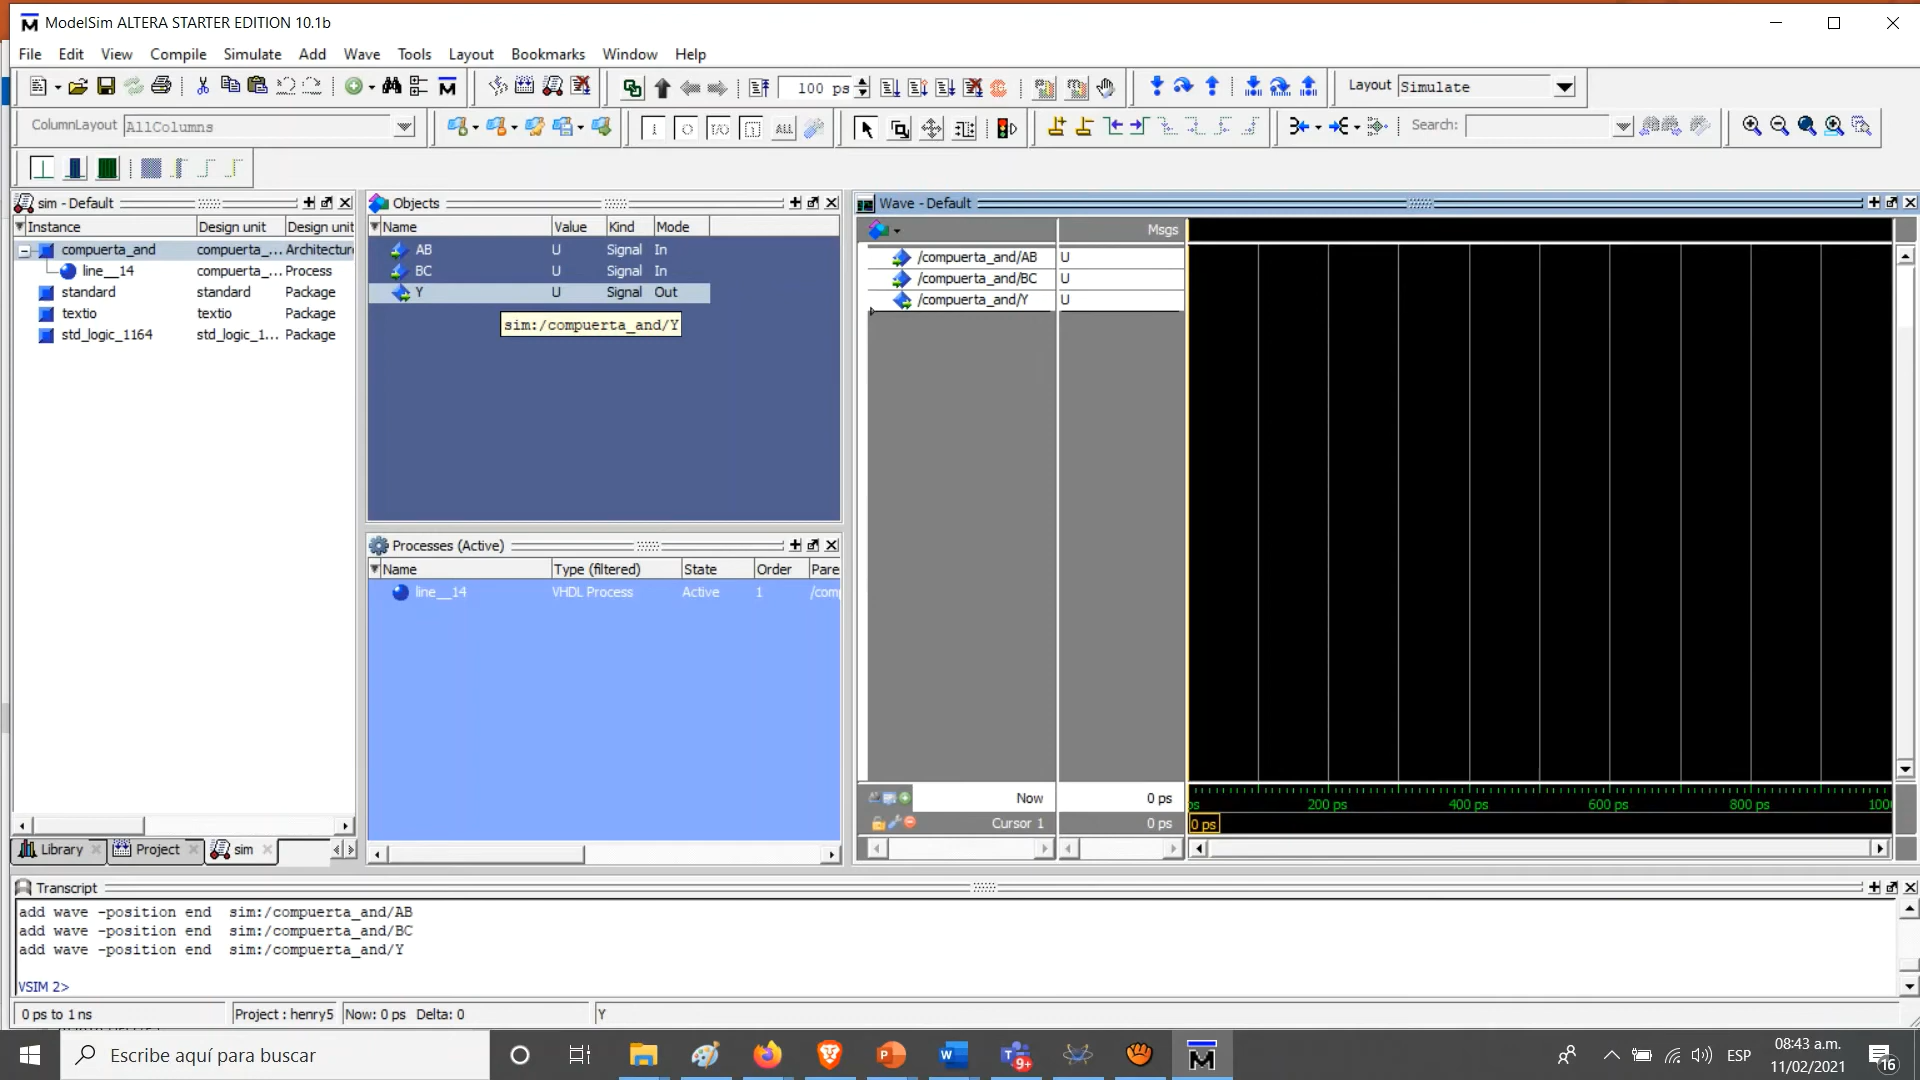 ModelSim ALTERA STARTER EDITION 10.1b
File Edit View Compile Simulate Add Wave Tools Layout Bookmarks Window Help
100 ps
Layout Simulate
ColumnLayout AllColumns
Search:
sim - Default
Instance Design unit Design unit
compuerta_and compuerta_... Architecture
line__14 compuerta_... Process
standard standard Package
textio textio Package
std_logic_1164 std_logic_1... Package
Library Project sim
Objects
Name Value Kind Mode
AB U Signal In
BC U Signal In
Y U Signal Out
sim:/compuerta_and/Y
Processes (Active)
Name Type (filtered) State Order Pare
line__14 VHDL Process Active 1 /com
Wave - Default
Msgs
/compuerta_and/AB U
/compuerta_and/BC U
/compuerta_and/Y U
Now 0 ps
ps 200 ps 400 ps 600 ps 800 ps 1000
Cursor 1 0 ps
0 ps
Transcript
add wave -position end sim:/compuerta_and/AB
add wave -position end sim:/compuerta_and/BC
add wave -position end sim:/compuerta_and/Y
VSIM 2>
0 ps to 1 ns Project : henry5 Now: 0 ps Delta: 0 Y
Escribe aquí para buscar
9+
ESP
08:43 a.m.
11/02/2021
16